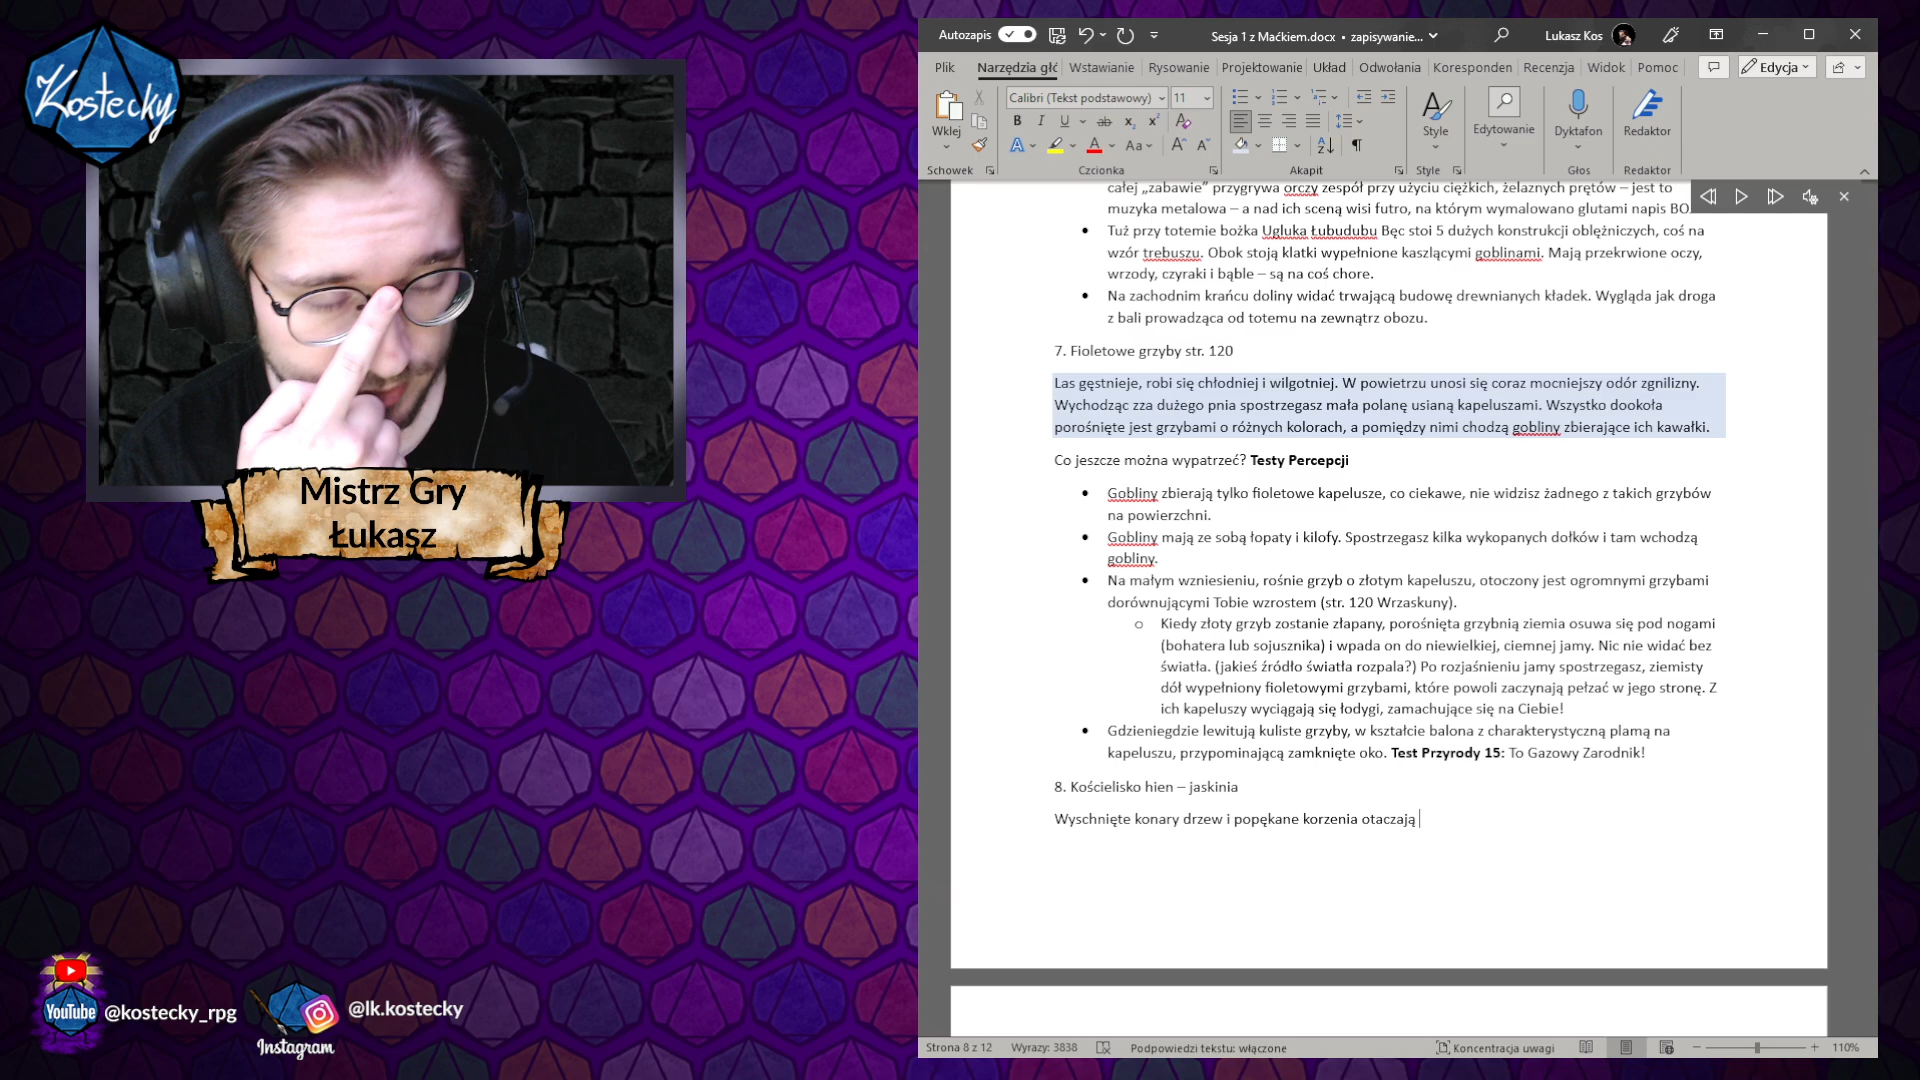 Kostecky
Mistrz Gry
Łukasz
YouTube
@kostecky_rpg
@lk.kostecky
Instagram
Autozapis
Sesja 1 z Maćkiem.docx • zapisywanie...
Lukasz Kos
Plik
Narzędzia głó
Wstawianie
Rysowanie
Projektowanie
Układ
Odwołania
Koresponden
Recenzja
Widok
Pomoc
Edycja
Wklej
Calibri (Tekst podstawowy)
11
Style
Edytowanie
Dyktafon
Redaktor
Schowek
Czcionka
Akapit
Style
Głos
Redaktor
całej „zabawie” przygrywa orczy zespół przy użyciu ciężkich, żelaznych prętów – jest to
muzyka metalowa – a nad ich sceną wisi futro, na którym wymalowano glutami napis BO
• Tuż przy totemie bożka Ugluka Łubudubu Bęc stoi 5 dużych konstrukcji oblężniczych, coś na
wzór trebuszu. Obok stoją klatki wypełnione kaszlącymi goblinami. Mają przekrwione oczy,
wrzody, czyraki i bąble – są na coś chore.
• Na zachodnim krańcu doliny widać trwającą budowę drewnianych kładek. Wygląda jak droga
z bali prowadząca od totemu na zewnątrz obozu.
7. Fioletowe grzyby str. 120
Las gęstnieje, robi się chłodniej i wilgotniej. W powietrzu unosi się coraz mocniejszy odór zgnilizny.
Wychodząc zza dużego pnia spostrzegasz mała polanę usianą kapeluszami. Wszystko dookoła
porośnięte jest grzybami o różnych kolorach, a pomiędzy nimi chodzą gobliny zbierające ich kawałki.
Co jeszcze można wypatrzeć? Testy Percepcji
• Gobliny zbierają tylko fioletowe kapelusze, co ciekawe, nie widzisz żadnego z takich grzybów
na powierzchni.
• Gobliny mają ze sobą łopaty i kilofy. Spostrzegasz kilka wykopanych dołków i tam wchodzą
gobliny.
• Na małym wzniesieniu, rośnie grzyb o złotym kapeluszu, otoczony jest ogromnymi grzybami
dorównującymi Tobie wzrostem (str. 120 Wrzaskuny).
o Kiedy złoty grzyb zostanie złapany, porośnięta grzybnią ziemia osuwa się pod nogami
(bohatera lub sojusznika) i wpada on do niewielkiej, ciemnej jamy. Nic nie widać bez
światła. (jakieś źródło światła rozpala?) Po rozjaśnieniu jamy spostrzegasz, ziemisty
dół wypełniony fioletowymi grzybami, które powoli zaczynają pełzać w jego stronę. Z
ich kapeluszy wyciągają się łodygi, zamachujące się na Ciebie!
• Gdzieniegdzie lewitują kuliste grzyby, w kształcie balona z charakterystyczną plamą na
kapeluszu, przypominającą zamknięte oko. Test Przyrody 15: To Gazowy Zarodnik!
8. Kościelisko hien – jaskinia
Wyschnięte konary drzew i popękane korzenia otaczają
Strona 8 z 12
Wyrazy: 3838
Podpowiedzi tekstu: włączone
Koncentracja uwagi
110%